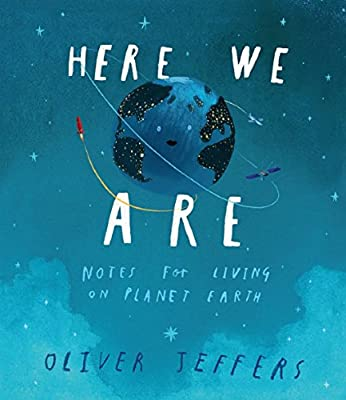 HERE WE
ARE
NOTES FOR LIVING
ON PLANET EARTH
OLIVER JEFFERS